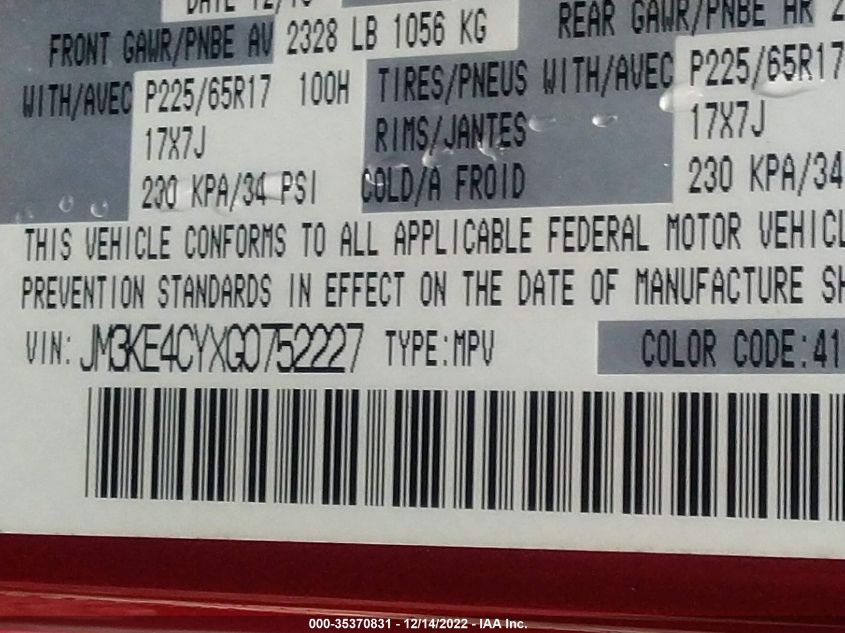 DATE
FRONT GAWR/PNBE AV 2328 LB 1056 KG
REAR GAWR/PNBE AR
WITH/AVEC P225/65R17 100H TIRES/PNEUS WITH/AVEC P225/65R17
17X7J RIMS/JANTES 17X7J
230 KPA/34 PSI COLD/A FROID 230 KPA/34
THIS VEHICLE CONFORMS TO ALL APPLICABLE FEDERAL MOTOR VEHICL
PREVENTION STANDARDS IN EFFECT ON THE DATE OF MANUFACTURE SH
VIN: JM3KE4CYXG0752227 TYPE:MPV COLOR CODE:41
000-35370831 - 12/14/2022 - IAA Inc.